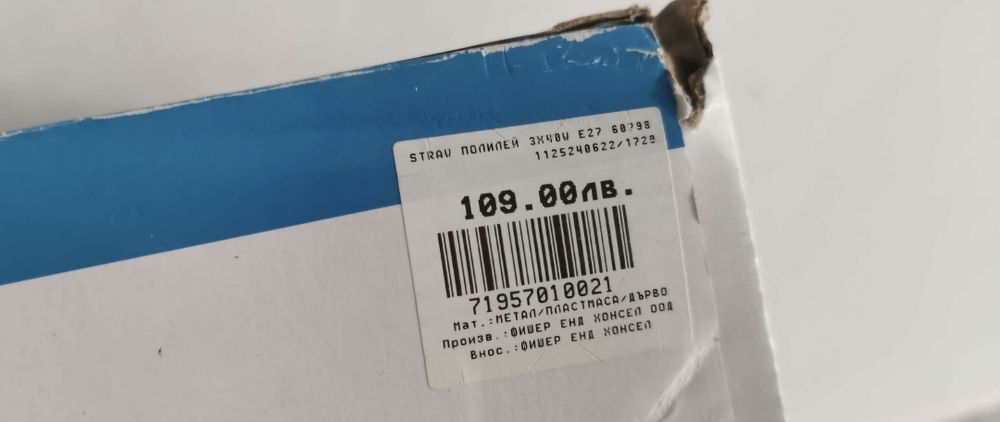 STRAW ПОЛИЛЕЙ 3X40W E27 60798
1125240622/1728
109.00лв.
71957010021
Мат.:МЕТАЛ/ПЛАСТМАСА/ДЪРВО
Произв.:ФИШЕР ЕНД ХОНСЕЛ ООД
Внос.:ФИШЕР ЕНД ХОНСЕЛ